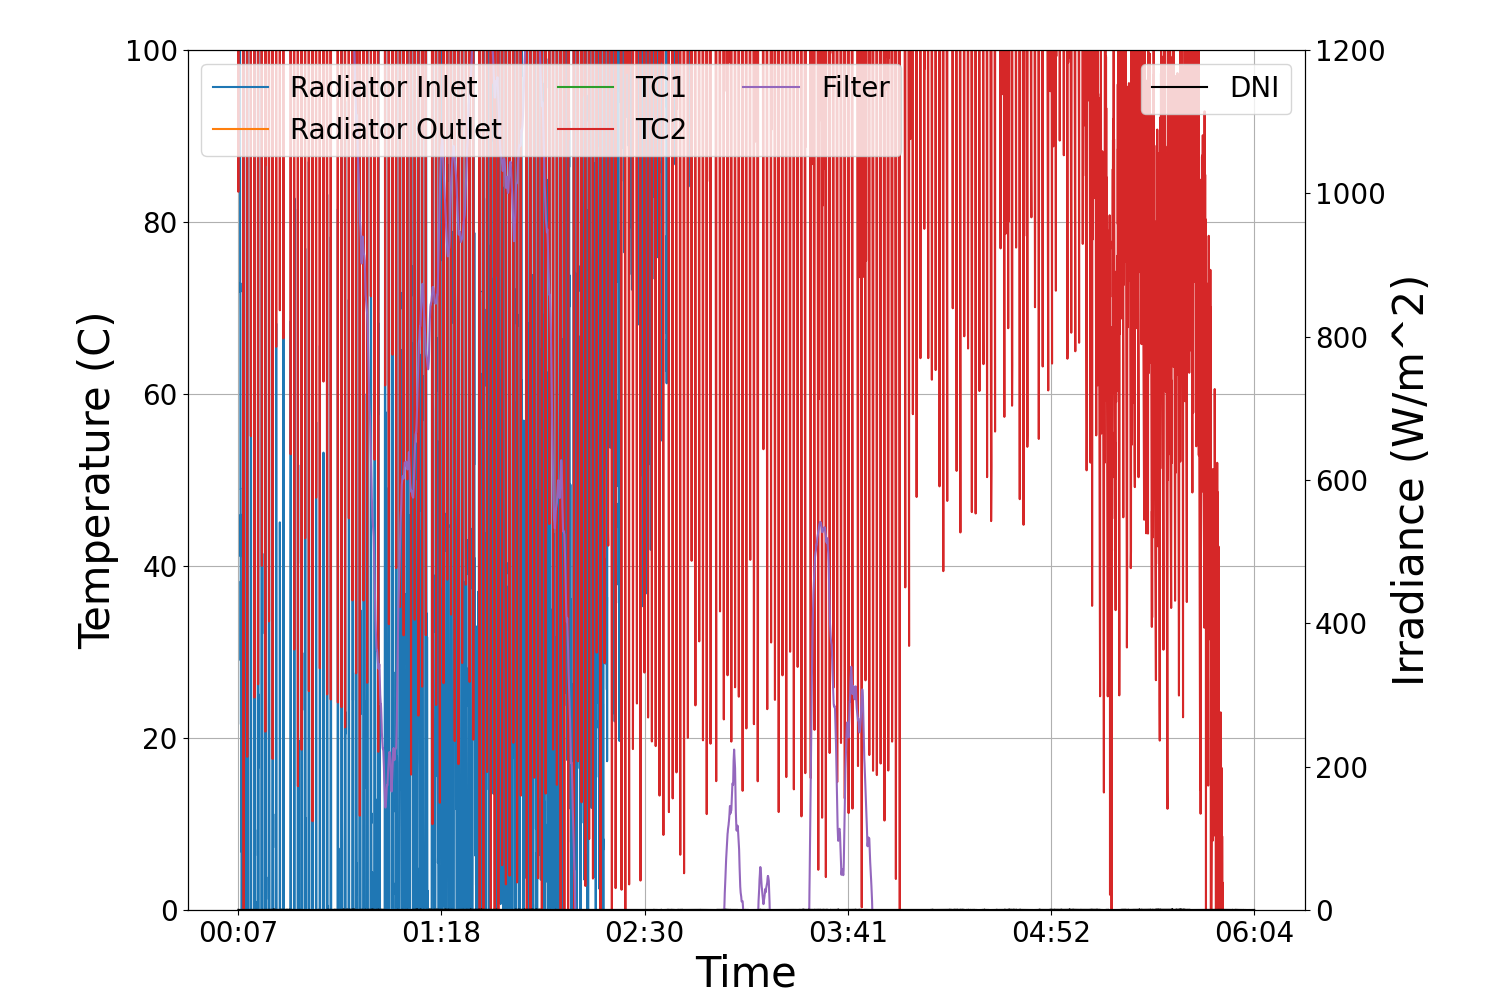 100
80
60
40
20
0
Temperature (C)
Radiator Inlet
Radiator Outlet
TC1
TC2
Filter
DNI
1200
1000
800
600
400
200
0
Irradiance (W/m^2)
00:07
01:18
02:30
03:41
04:52
06:04
Time